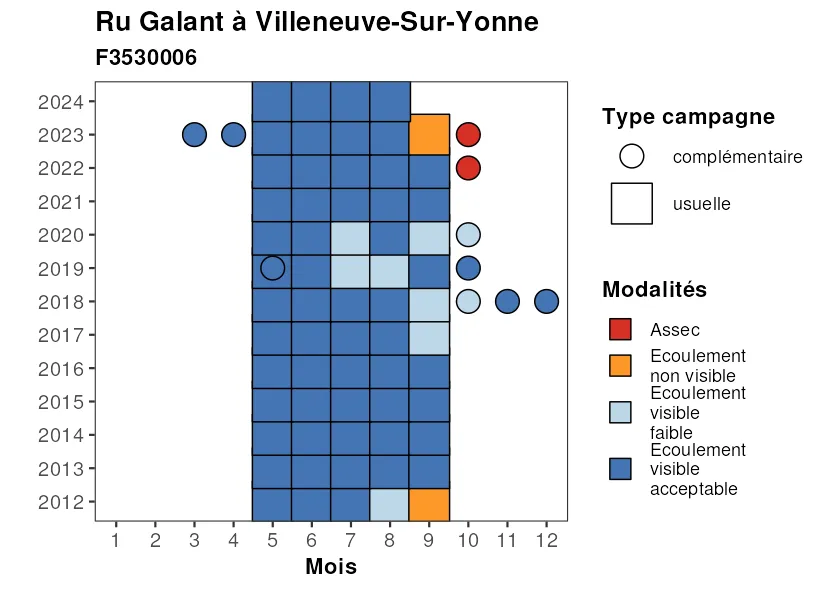 Ru Galant à Villeneuve-Sur-Yonne
F3530006
2024
2023
2022
2021
2020
2019
2018
2017
2016
2015
2014
2013
2012
1 2 3 4 5 6 7 8 9 10 11 12
Mois
Type campagne
complémentaire
usuelle
Modalités
Assec
Ecoulement
non visible
Ecoulement
visible
faible
Ecoulement
visible
acceptable